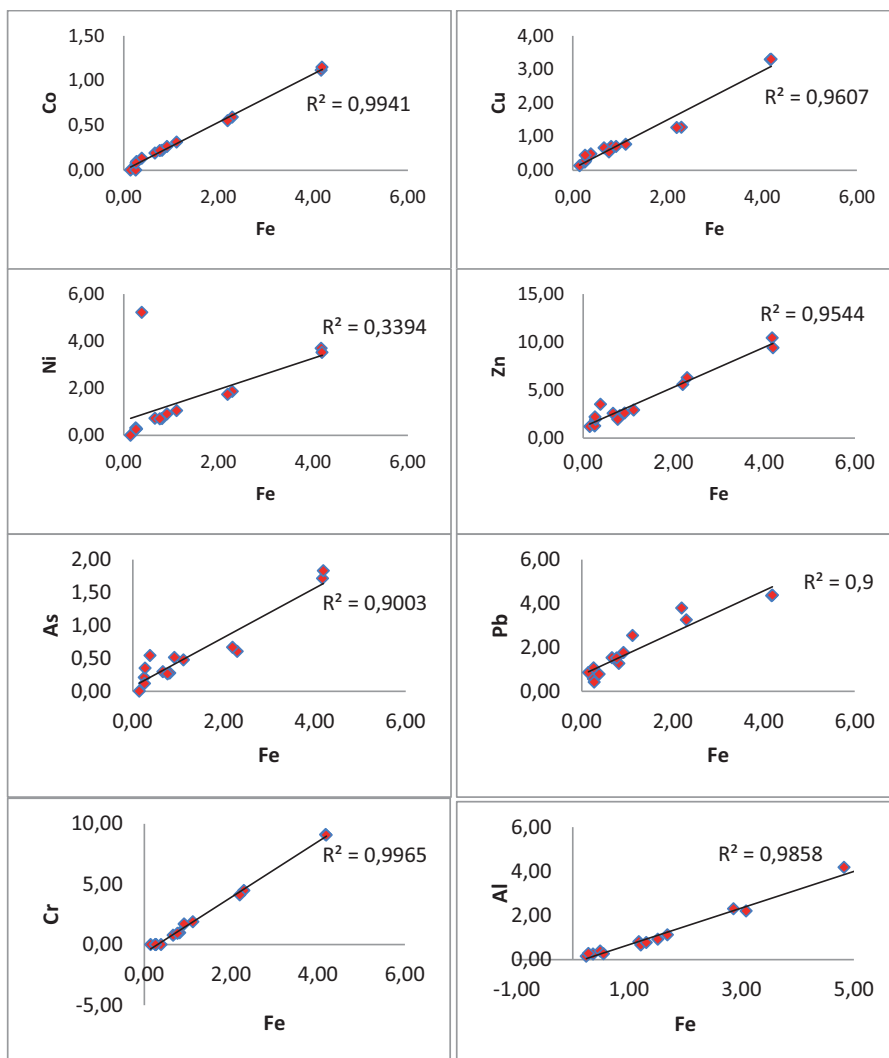 1,50
1,00
0,50
0,00
Co
R² = 0,9941
0,00 2,00 4,00 6,00
Fe
4,00
3,00
2,00
1,00
0,00
Cu
R² = 0,9607
0,00 2,00 4,00 6,00
Fe
6,00
4,00
2,00
0,00
Ni
R² = 0,3394
0,00 2,00 4,00 6,00
Fe
15,00
10,00
5,00
0,00
Zn
R² = 0,9544
0,00 2,00 4,00 6,00
Fe
2,00
1,50
1,00
0,50
0,00
As
R² = 0,9003
0,00 2,00 4,00 6,00
Fe
6,00
4,00
2,00
0,00
Pb
R² = 0,9
0,00 2,00 4,00 6,00
Fe
10,00
5,00
0,00
-5,00
Cr
R² = 0,9965
0,00 2,00 4,00 6,00
Fe
6,00
4,00
2,00
0,00
Al
R² = 0,9858
-1,00 1,00 3,00 5,00
Fe